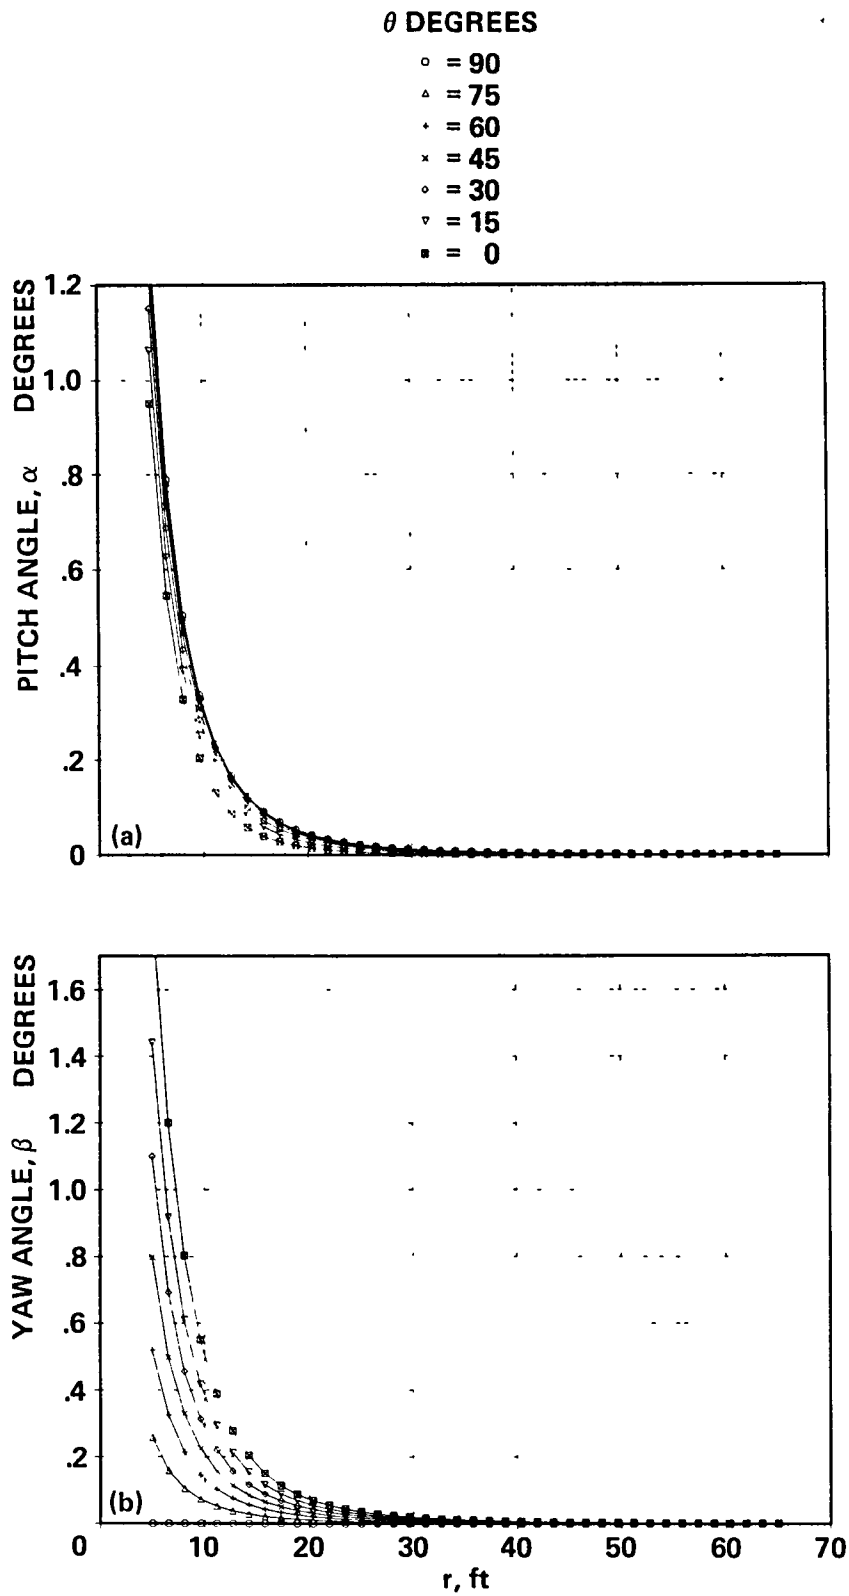 θ DEGREES
○ = 90
△ = 75
+ = 60
× = 45
◇ = 30
▽ = 15
■ = 0
PITCH ANGLE, α DEGREES
1.2
1.0
.8
.6
.4
.2
0
(a)
YAW ANGLE, β DEGREES
1.6
1.4
1.2
1.0
.8
.6
.4
.2
(b)
0 10 20 30 40 50 60 70
r, ft